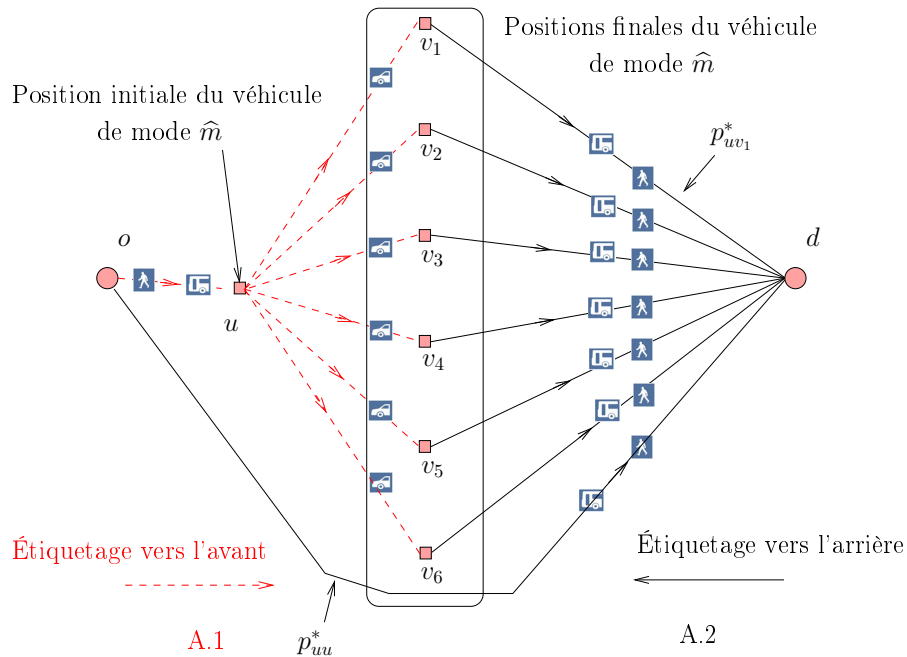 Positions finales du véhicule
de mode m̂
Position initiale du véhicule
de mode m̂
v₁
v₂
v₃
v₄
v₅
v₆
o
u
d
p*ᵤᵥ₁
Étiquetage vers l'avant
Étiquetage vers l'arrière
A.1
p*ᵤᵤ
A.2